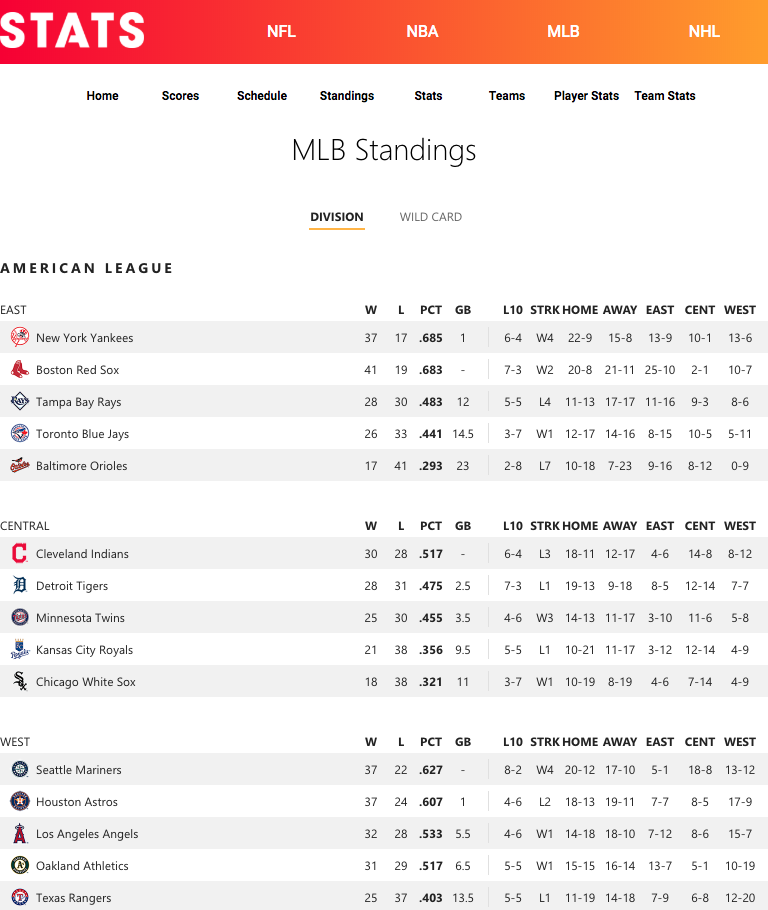 STATS NFL NBA MLB NHL
Home Scores Schedule Standings Stats Teams Player Stats Team Stats
MLB Standings
DIVISION WILD CARD
AMERICAN LEAGUE
EAST W L PCT GB L10 STRK HOME AWAY EAST CENT WEST
New York Yankees 37 17 .685 1 6-4 W4 22-9 15-8 13-9 10-1 13-6
Boston Red Sox 41 19 .683 - 7-3 W2 20-8 21-11 25-10 2-1 10-7
Tampa Bay Rays 28 30 .483 12 5-5 L4 11-13 17-17 11-16 9-3 8-6
Toronto Blue Jays 26 33 .441 14.5 3-7 W1 12-17 14-16 8-15 10-5 5-11
Baltimore Orioles 17 41 .293 23 2-8 L7 10-18 7-23 9-16 8-12 0-9
CENTRAL W L PCT GB L10 STRK HOME AWAY EAST CENT WEST
Cleveland Indians 30 28 .517 - 6-4 L3 18-11 12-17 4-6 14-8 8-12
Detroit Tigers 28 31 .475 2.5 7-3 L1 19-13 9-18 8-5 12-14 7-7
Minnesota Twins 25 30 .455 3.5 4-6 W3 14-13 11-17 3-10 11-6 5-8
Kansas City Royals 21 38 .356 9.5 5-5 L1 10-21 11-17 3-12 12-14 4-9
Chicago White Sox 18 38 .321 11 3-7 W1 10-19 8-19 4-6 7-14 4-9
WEST W L PCT GB L10 STRK HOME AWAY EAST CENT WEST
Seattle Mariners 37 22 .627 - 8-2 W4 20-12 17-10 5-1 18-8 13-12
Houston Astros 37 24 .607 1 4-6 L2 18-13 19-11 7-7 8-5 17-9
Los Angeles Angels 32 28 .533 5.5 4-6 W1 14-18 18-10 7-12 8-6 15-7
Oakland Athletics 31 29 .517 6.5 5-5 W1 15-15 16-14 13-7 5-1 10-19
Texas Rangers 25 37 .403 13.5 5-5 L1 11-19 14-18 7-9 6-8 12-20